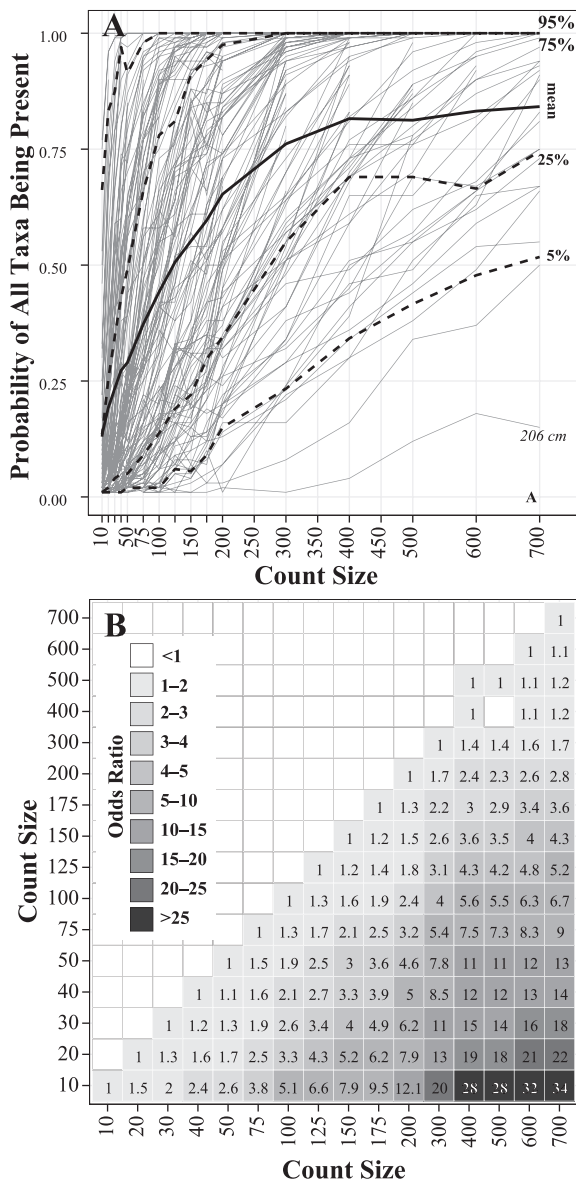 A
95%
75%
mean
25%
5%
206 cm
A
Probability of All Taxa Being Present
1.00
0.75
0.50
0.25
0.00
10 50 75 100 150 200 250 300 350 400 450 500 600 700
Count Size
B
<1
1–2
2–3
3–4
4–5
5–10
10–15
15–20
20–25
>25
Odds Ratio
Count Size
700 1
600 1 1.1
500 1 1 1.1 1.2
400 1 1.1 1.2
300 1 1.4 1.4 1.6 1.7
200 1 1.7 2.4 2.3 2.6 2.8
175 1 1.3 2.2 3 2.9 3.4 3.6
150 1 1.2 1.5 2.6 3.6 3.5 4 4.3
125 1 1.2 1.4 1.8 3.1 4.3 4.2 4.8 5.2
100 1 1.3 1.6 1.9 2.4 4 5.6 5.5 6.3 6.7
75 1 1.3 1.7 2.1 2.5 3.2 5.4 7.5 7.3 8.3 9
50 1 1.5 1.9 2.5 3 3.6 4.6 7.8 11 11 12 13
40 1 1.1 1.6 2.1 2.7 3.3 3.9 5 8.5 12 12 13 14
30 1 1.2 1.3 1.9 2.6 3.4 4 4.9 6.2 11 15 14 16 18
20 1 1.3 1.6 1.7 2.5 3.3 4.3 5.2 6.2 7.9 13 19 18 21 22
10 1 1.5 2 2.4 2.6 3.8 5.1 6.6 7.9 9.5 12.1 20 28 28 32 34
10 20 30 40 50 75 100 125 150 175 200 300 400 500 600 700
Count Size